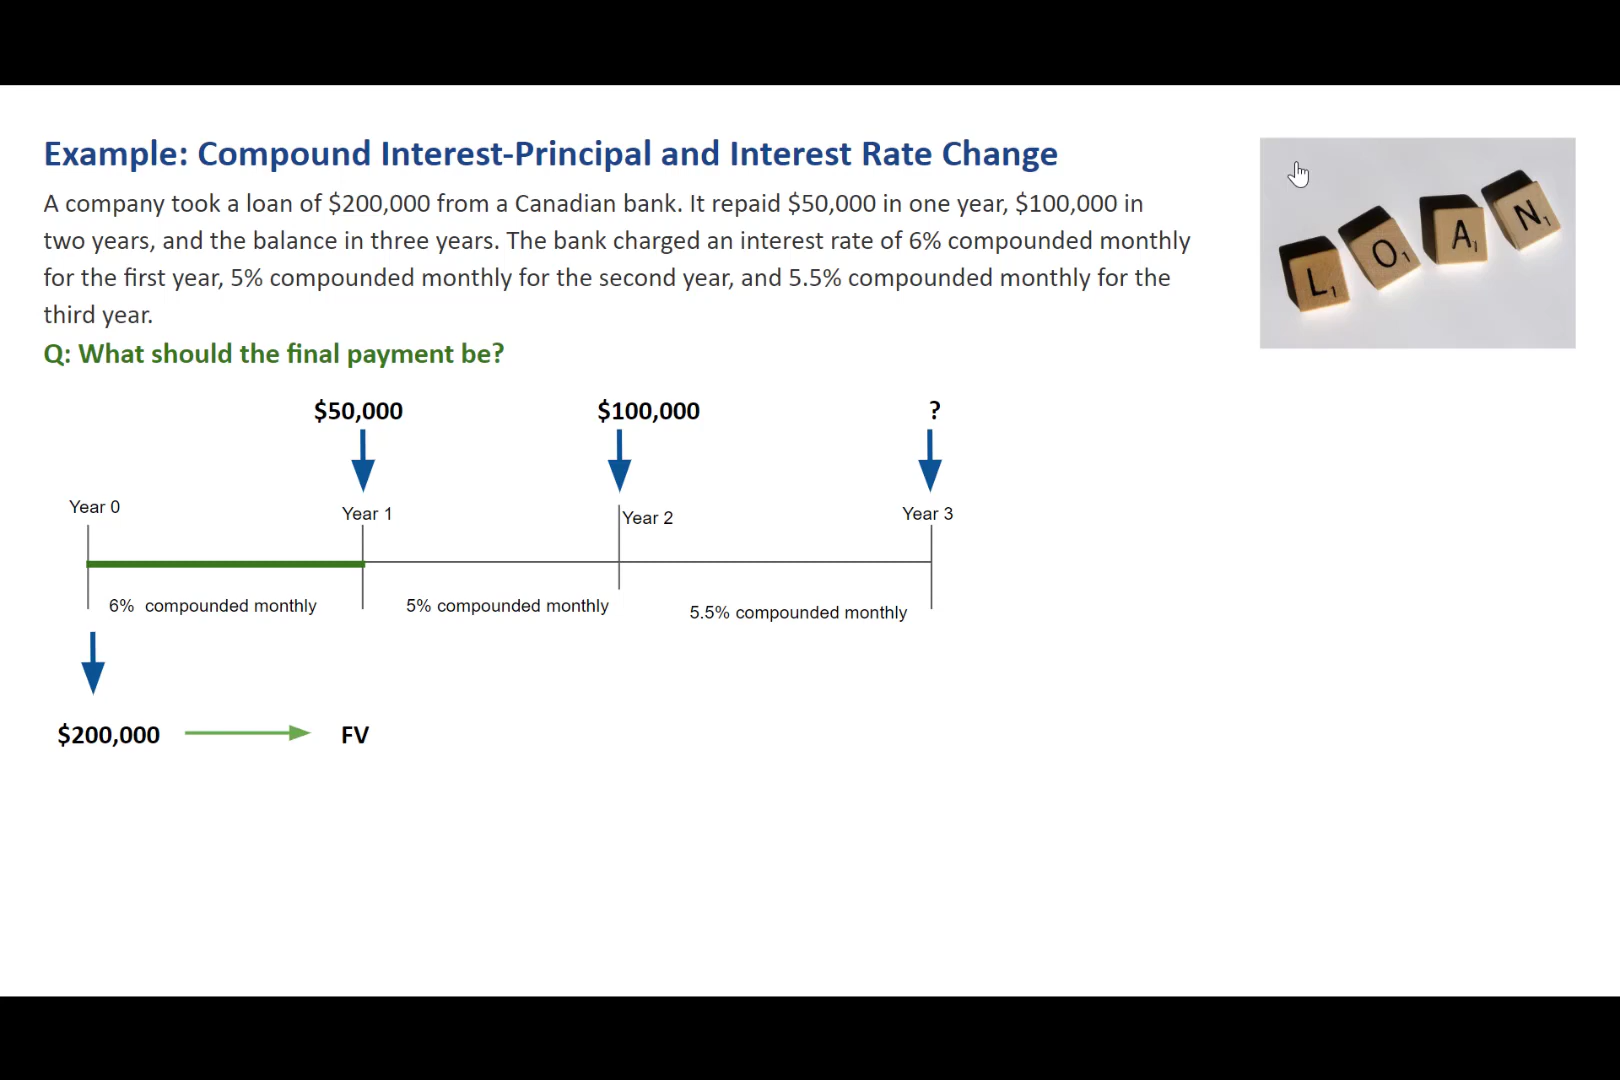 Example: Compound Interest-Principal and Interest Rate Change
A company took a loan of $200,000 from a Canadian bank. It repaid $50,000 in one year, $100,000 in
two years, and the balance in three years. The bank charged an interest rate of 6% compounded monthly
for the first year, 5% compounded monthly for the second year, and 5.5% compounded monthly for the
third year.
Q: What should the final payment be?
L1 O1 A1 N1
$50,000 $100,000 ?
Year 0 Year 1 Year 2 Year 3
6% compounded monthly 5% compounded monthly 5.5% compounded monthly
$200,000 FV